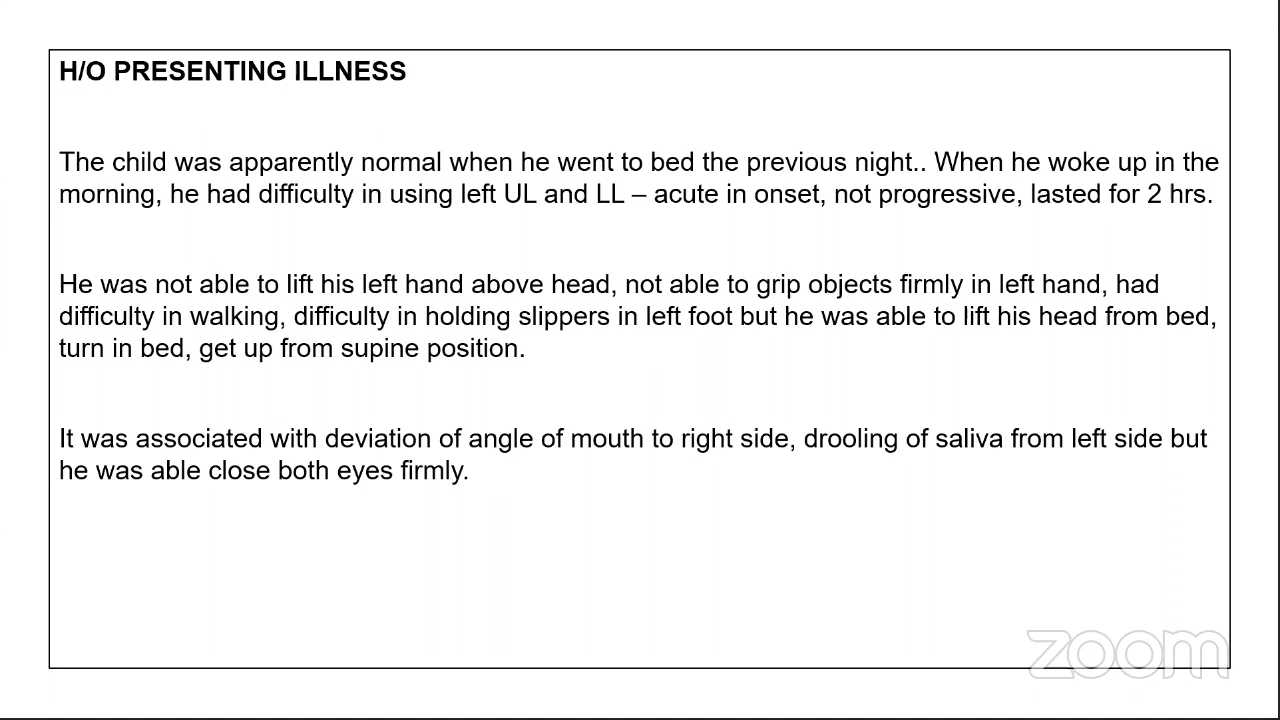 H/O PRESENTING ILLNESS
The child was apparently normal when he went to bed the previous night.. When he woke up in the
morning, he had difficulty in using left UL and LL – acute in onset, not progressive, lasted for 2 hrs.
He was not able to lift his left hand above head, not able to grip objects firmly in left hand, had
difficulty in walking, difficulty in holding slippers in left foot but he was able to lift his head from bed,
turn in bed, get up from supine position.
It was associated with deviation of angle of mouth to right side, drooling of saliva from left side but
he was able close both eyes firmly.
zoom